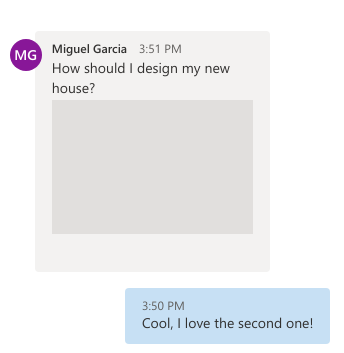 MG
Miguel Garcia 3:51 PM
How should I design my new
house?
3:50 PM
Cool, I love the second one!